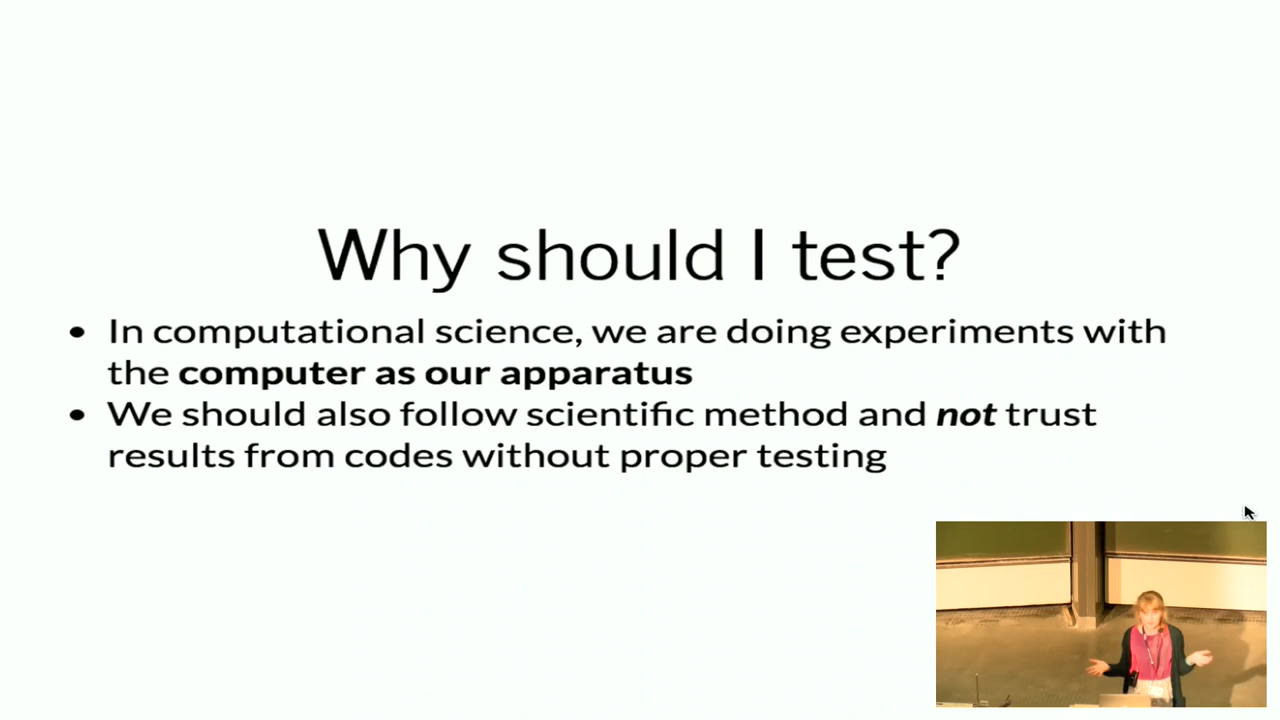 Why should I test?
• In computational science, we are doing experiments with
the computer as our apparatus
• We should also follow scientific method and not trust
results from codes without proper testing